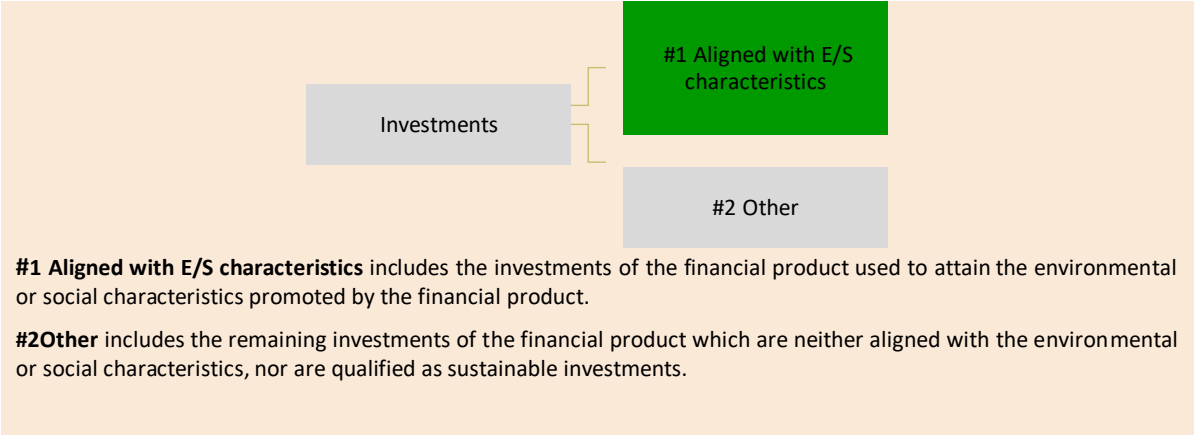 #1 Aligned with E/S
characteristics
Investments
#2 Other
#1 Aligned with E/S characteristics includes the investments of the financial product used to attain the environmental
or social characteristics promoted by the financial product.
#2Other includes the remaining investments of the financial product which are neither aligned with the environmental
or social characteristics, nor are qualified as sustainable investments.